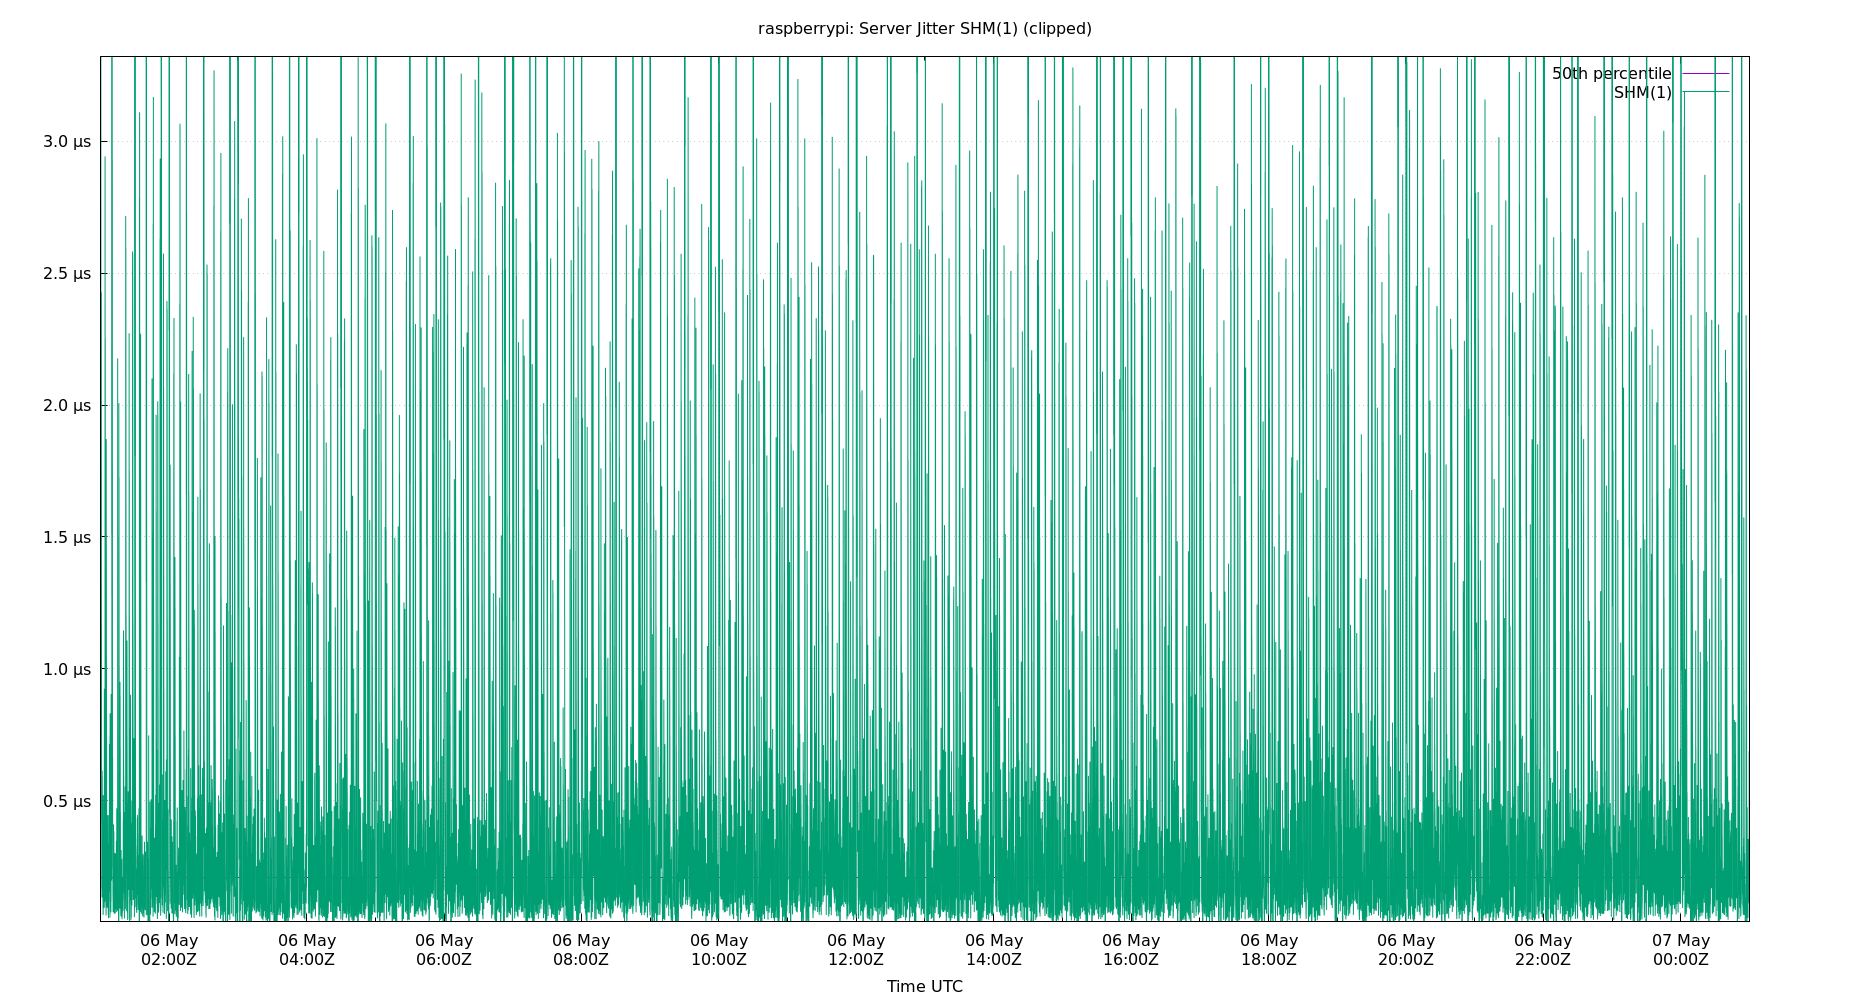 raspberrypi: Server Jitter SHM(1) (clipped)
50th percentile
SHM(1)
3.0 µs
2.5 µs
2.0 µs
1.5 µs
1.0 µs
0.5 µs
06 May 06 May 06 May 06 May 06 May 06 May 06 May 06 May 06 May 06 May 06 May 07 May
02:00Z 04:00Z 06:00Z 08:00Z 10:00Z 12:00Z 14:00Z 16:00Z 18:00Z 20:00Z 22:00Z 00:00Z
Time UTC